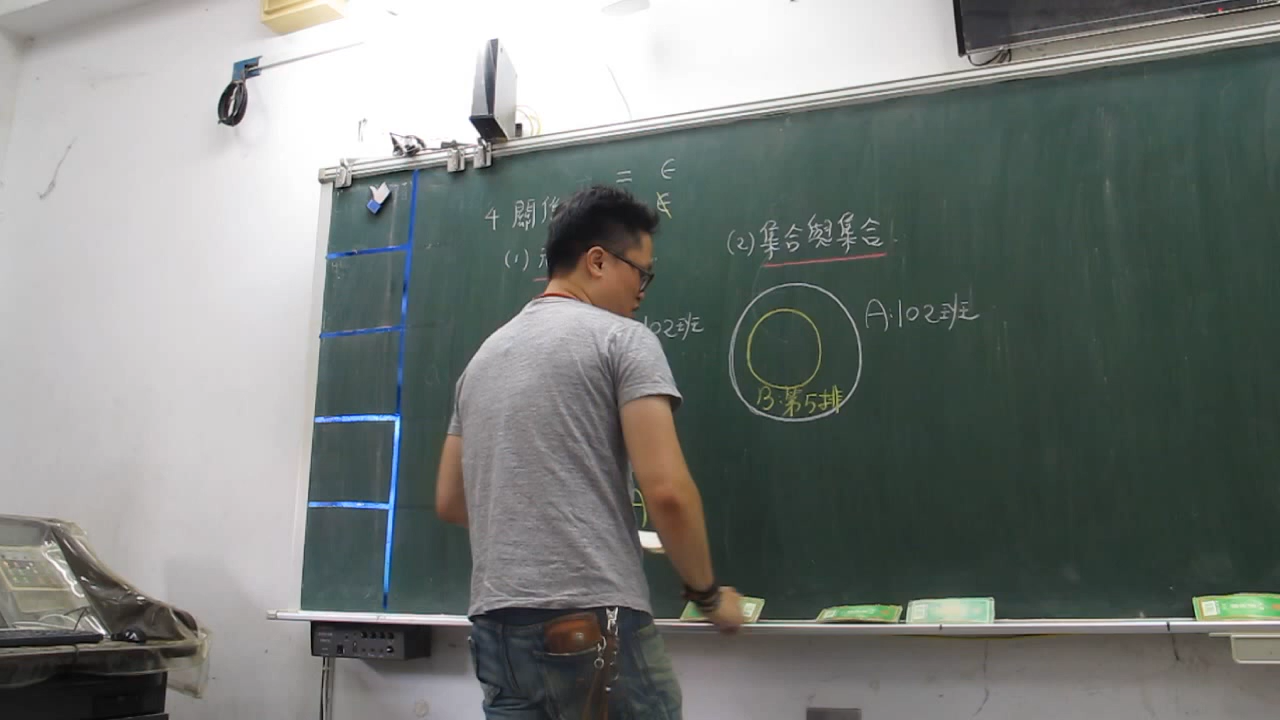 = ∈
4 關係 ∉
(1)
102班
A
(2)集合與集合.
A:102班
B:第5排